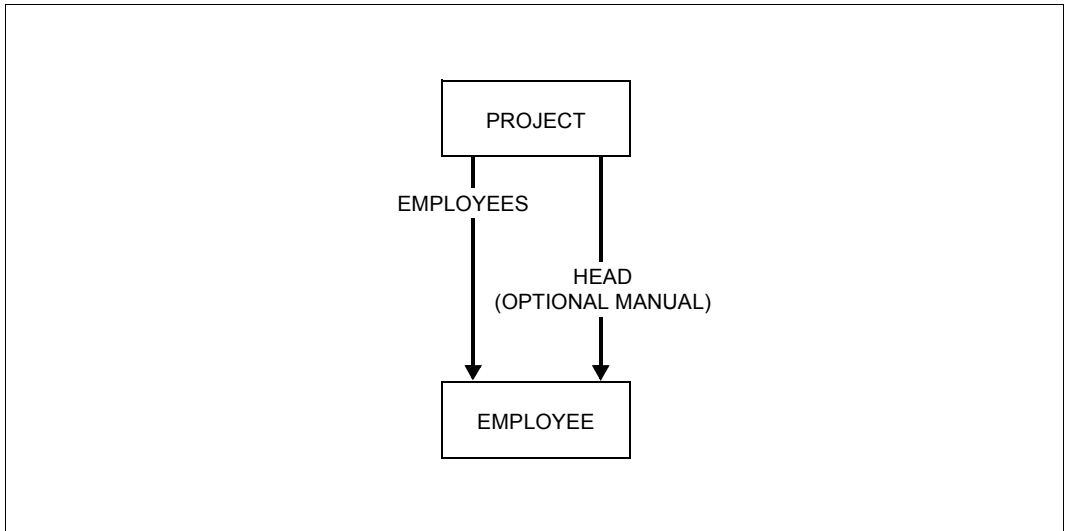 PROJECT
EMPLOYEES
HEAD
(OPTIONAL MANUAL)
EMPLOYEE